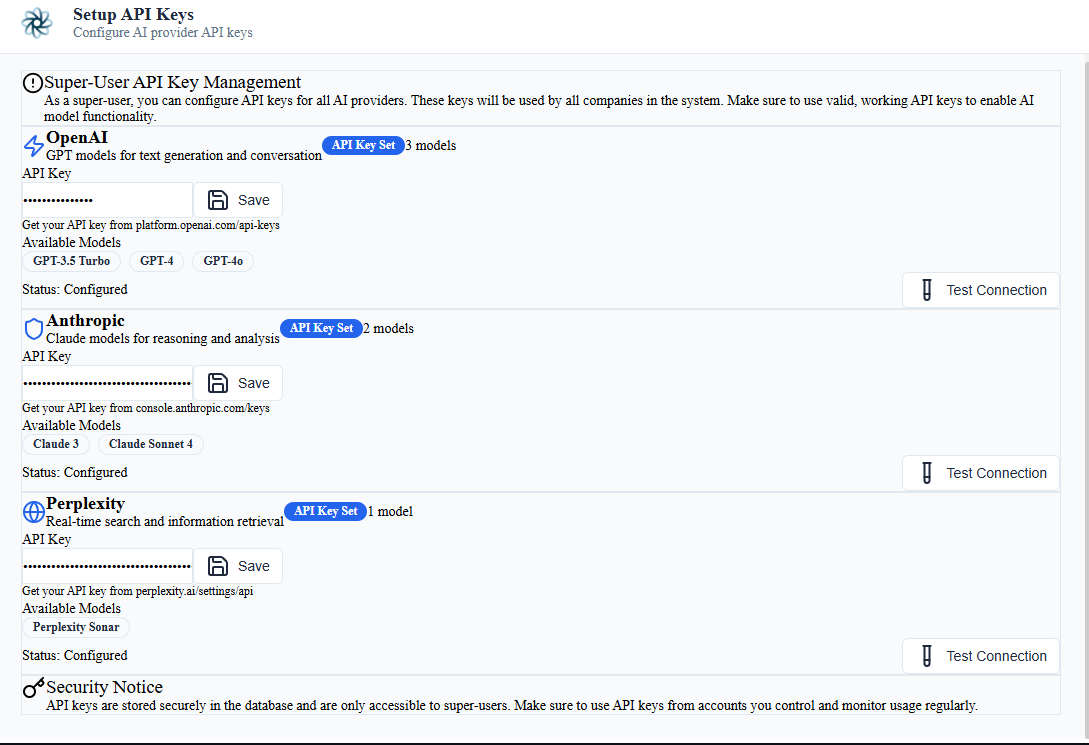 Setup API Keys
Configure AI provider API keys
Super-User API Key Management
As a super-user, you can configure API keys for all AI providers. These keys will be used by all companies in the system. Make sure to use valid, working API keys to enable AI
model functionality.
OpenAI
GPT models for text generation and conversation
API Key Set
3 models
API Key
•••••••••••••••
Save
Get your API key from platform.openai.com/api-keys
Available Models
GPT-3.5 Turbo
GPT-4
GPT-4o
Status: Configured
Test Connection
Anthropic
Claude models for reasoning and analysis
API Key Set
2 models
API Key
••••••••••••••••••••••••••••••••••••
Save
Get your API key from console.anthropic.com/keys
Available Models
Claude 3
Claude Sonnet 4
Status: Configured
Test Connection
Perplexity
Real-time search and information retrieval
API Key Set
1 model
API Key
••••••••••••••••••••••••••••••••••••
Save
Get your API key from perplexity.ai/settings/api
Available Models
Perplexity Sonar
Status: Configured
Test Connection
Security Notice
API keys are stored securely in the database and are only accessible to super-users. Make sure to use API keys from accounts you control and monitor usage regularly.